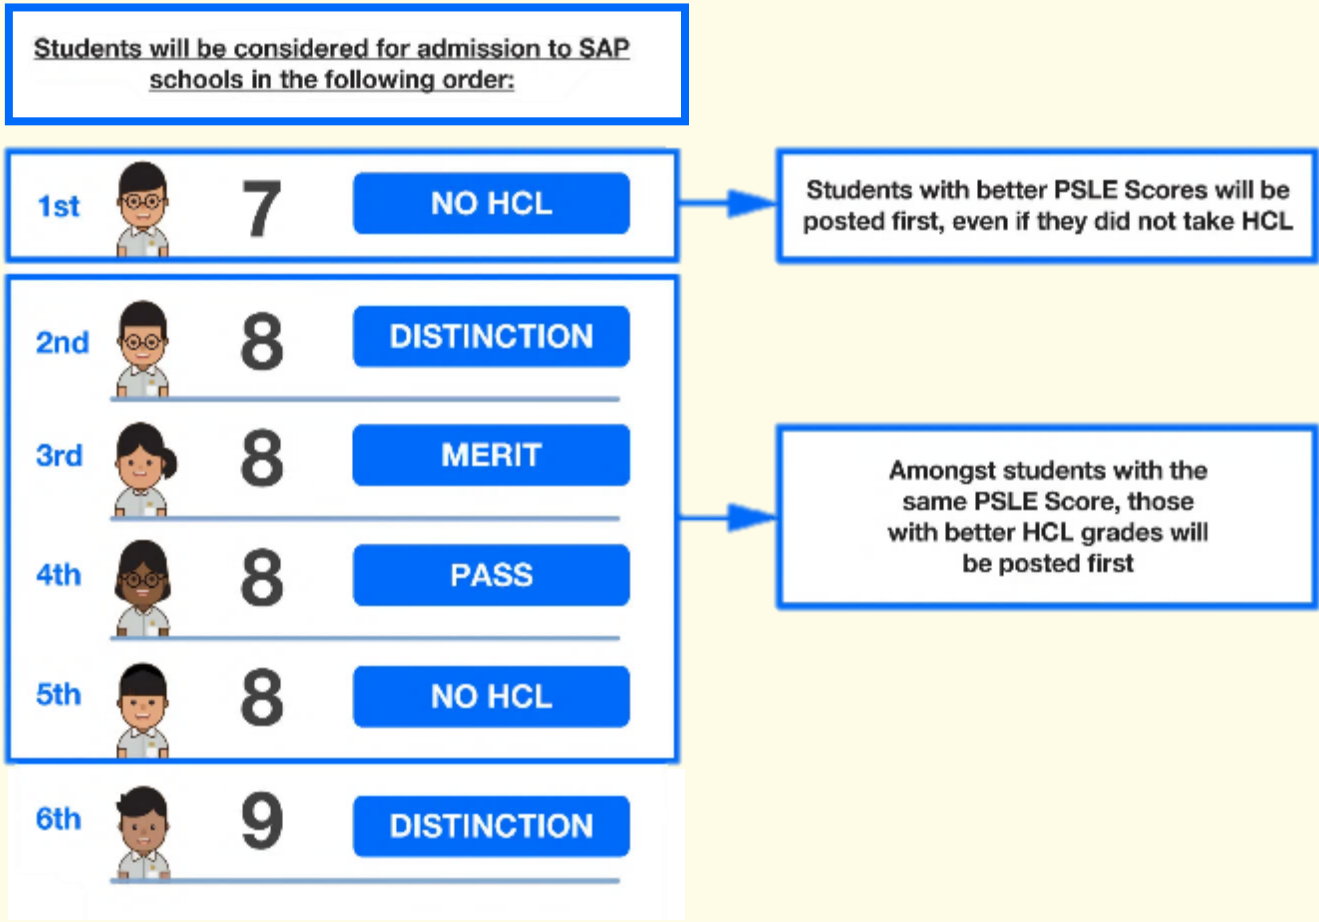 Students will be considered for admission to SAP
schools in the following order:
1st 7 NO HCL
Students with better PSLE Scores will be
posted first, even if they did not take HCL
2nd 8 DISTINCTION
3rd 8 MERIT
4th 8 PASS
5th 8 NO HCL
Amongst students with the
same PSLE Score, those
with better HCL grades will
be posted first
6th 9 DISTINCTION